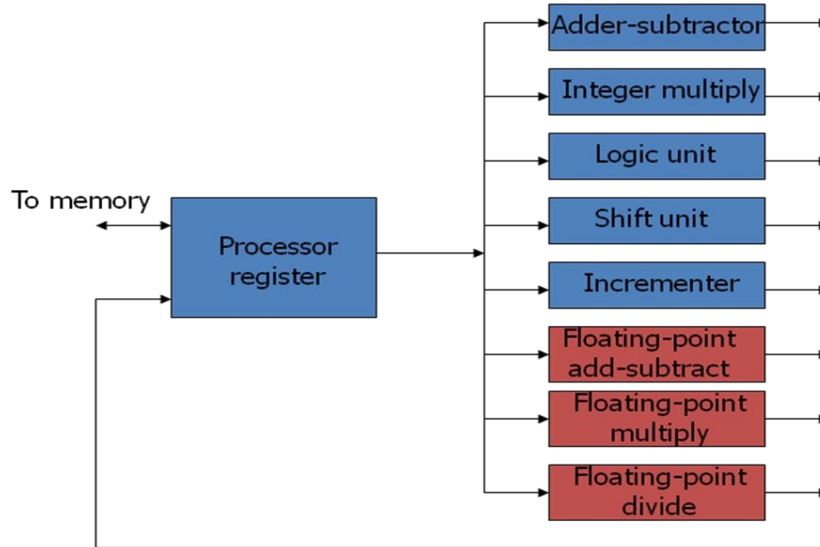 Adder-subtractor
Integer multiply
Logic unit
To memory
Shift unit
Processor
register
Incrementer
Floating-point
add-subtract
Floating-point
multiply
Floating-point
divide